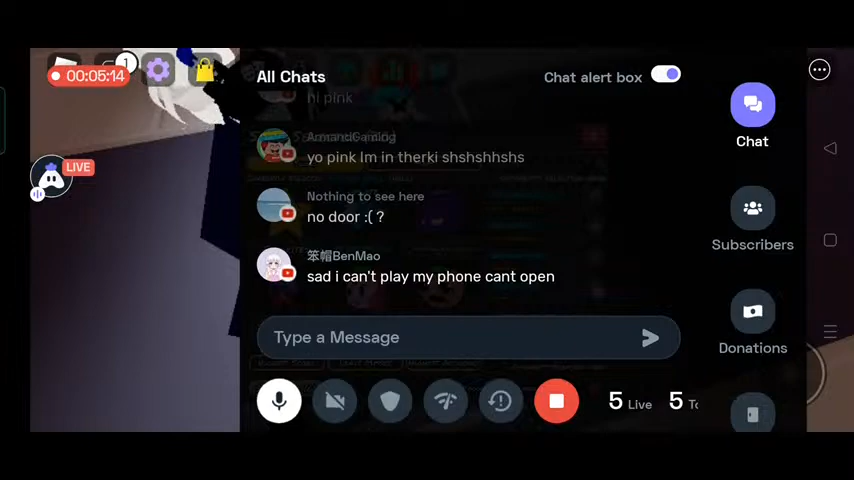 00:05:14
1
All Chats
Chat alert box
hi pink
Chat
ArmandGaming
yo pink Im in therki shshshhshs
LIVE
Nothing to see here
no door :( ?
Subscribers
笨帽BenMao
sad i can't play my phone cant open
Type a Message
Donations
5 Live 5